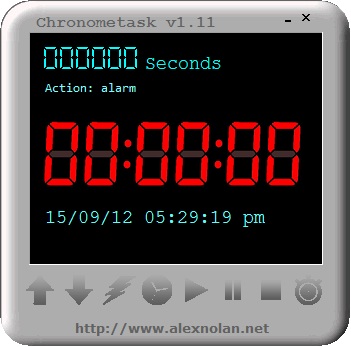 Chronometask v1.11
000000 Seconds
Action: alarm
00:00:00
15/09/12 05:29:19 pm
http://www.alexnolan.net